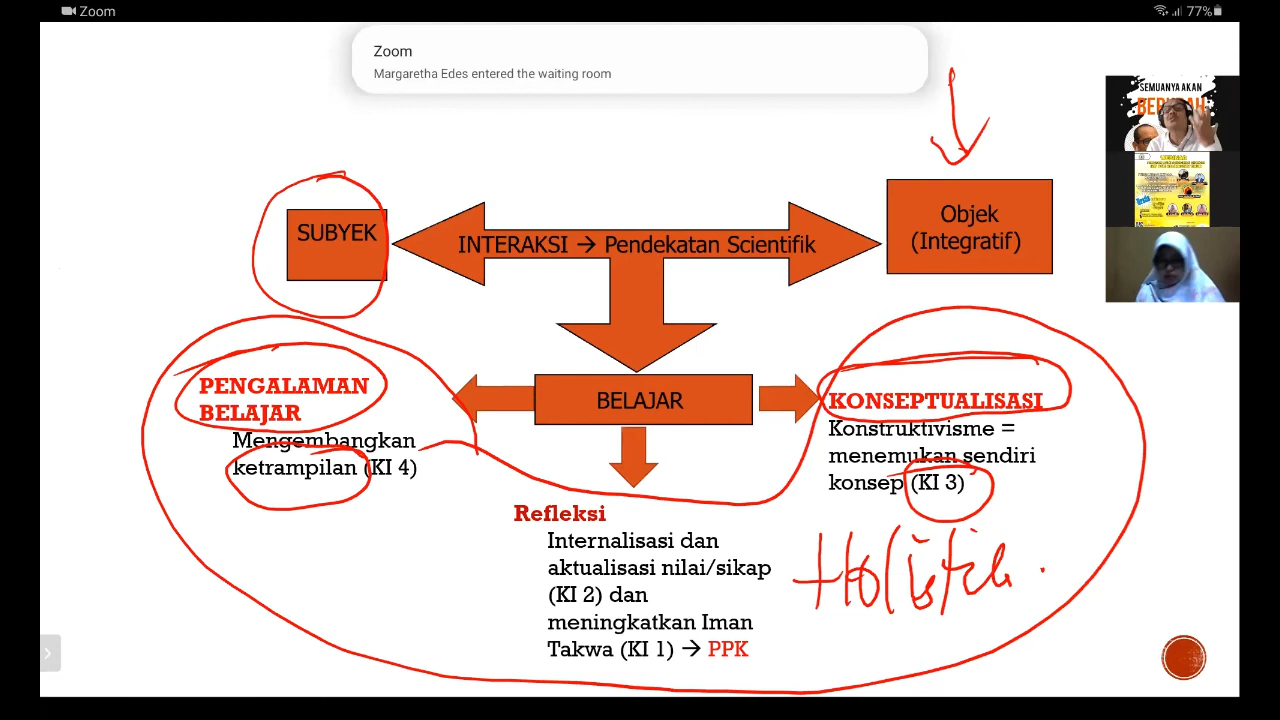 Zoom
77%
Zoom
Margaretha Edes entered the waiting room
SEMUANYA AKAN
SUBYEK
INTERAKSI → Pendekatan Scientifik
Objek
(Integratif)
PENGALAMAN
BELAJAR
Mengembangkan
ketrampilan (KI 4)
BELAJAR
KONSEPTUALISASI
Konstruktivisme =
menemukan sendiri
konsep (KI 3)
Refleksi
Internalisasi dan
aktualisasi nilai/sikap
(KI 2) dan
meningkatkan Iman
Takwa (KI 1) → PPK
Holistik.